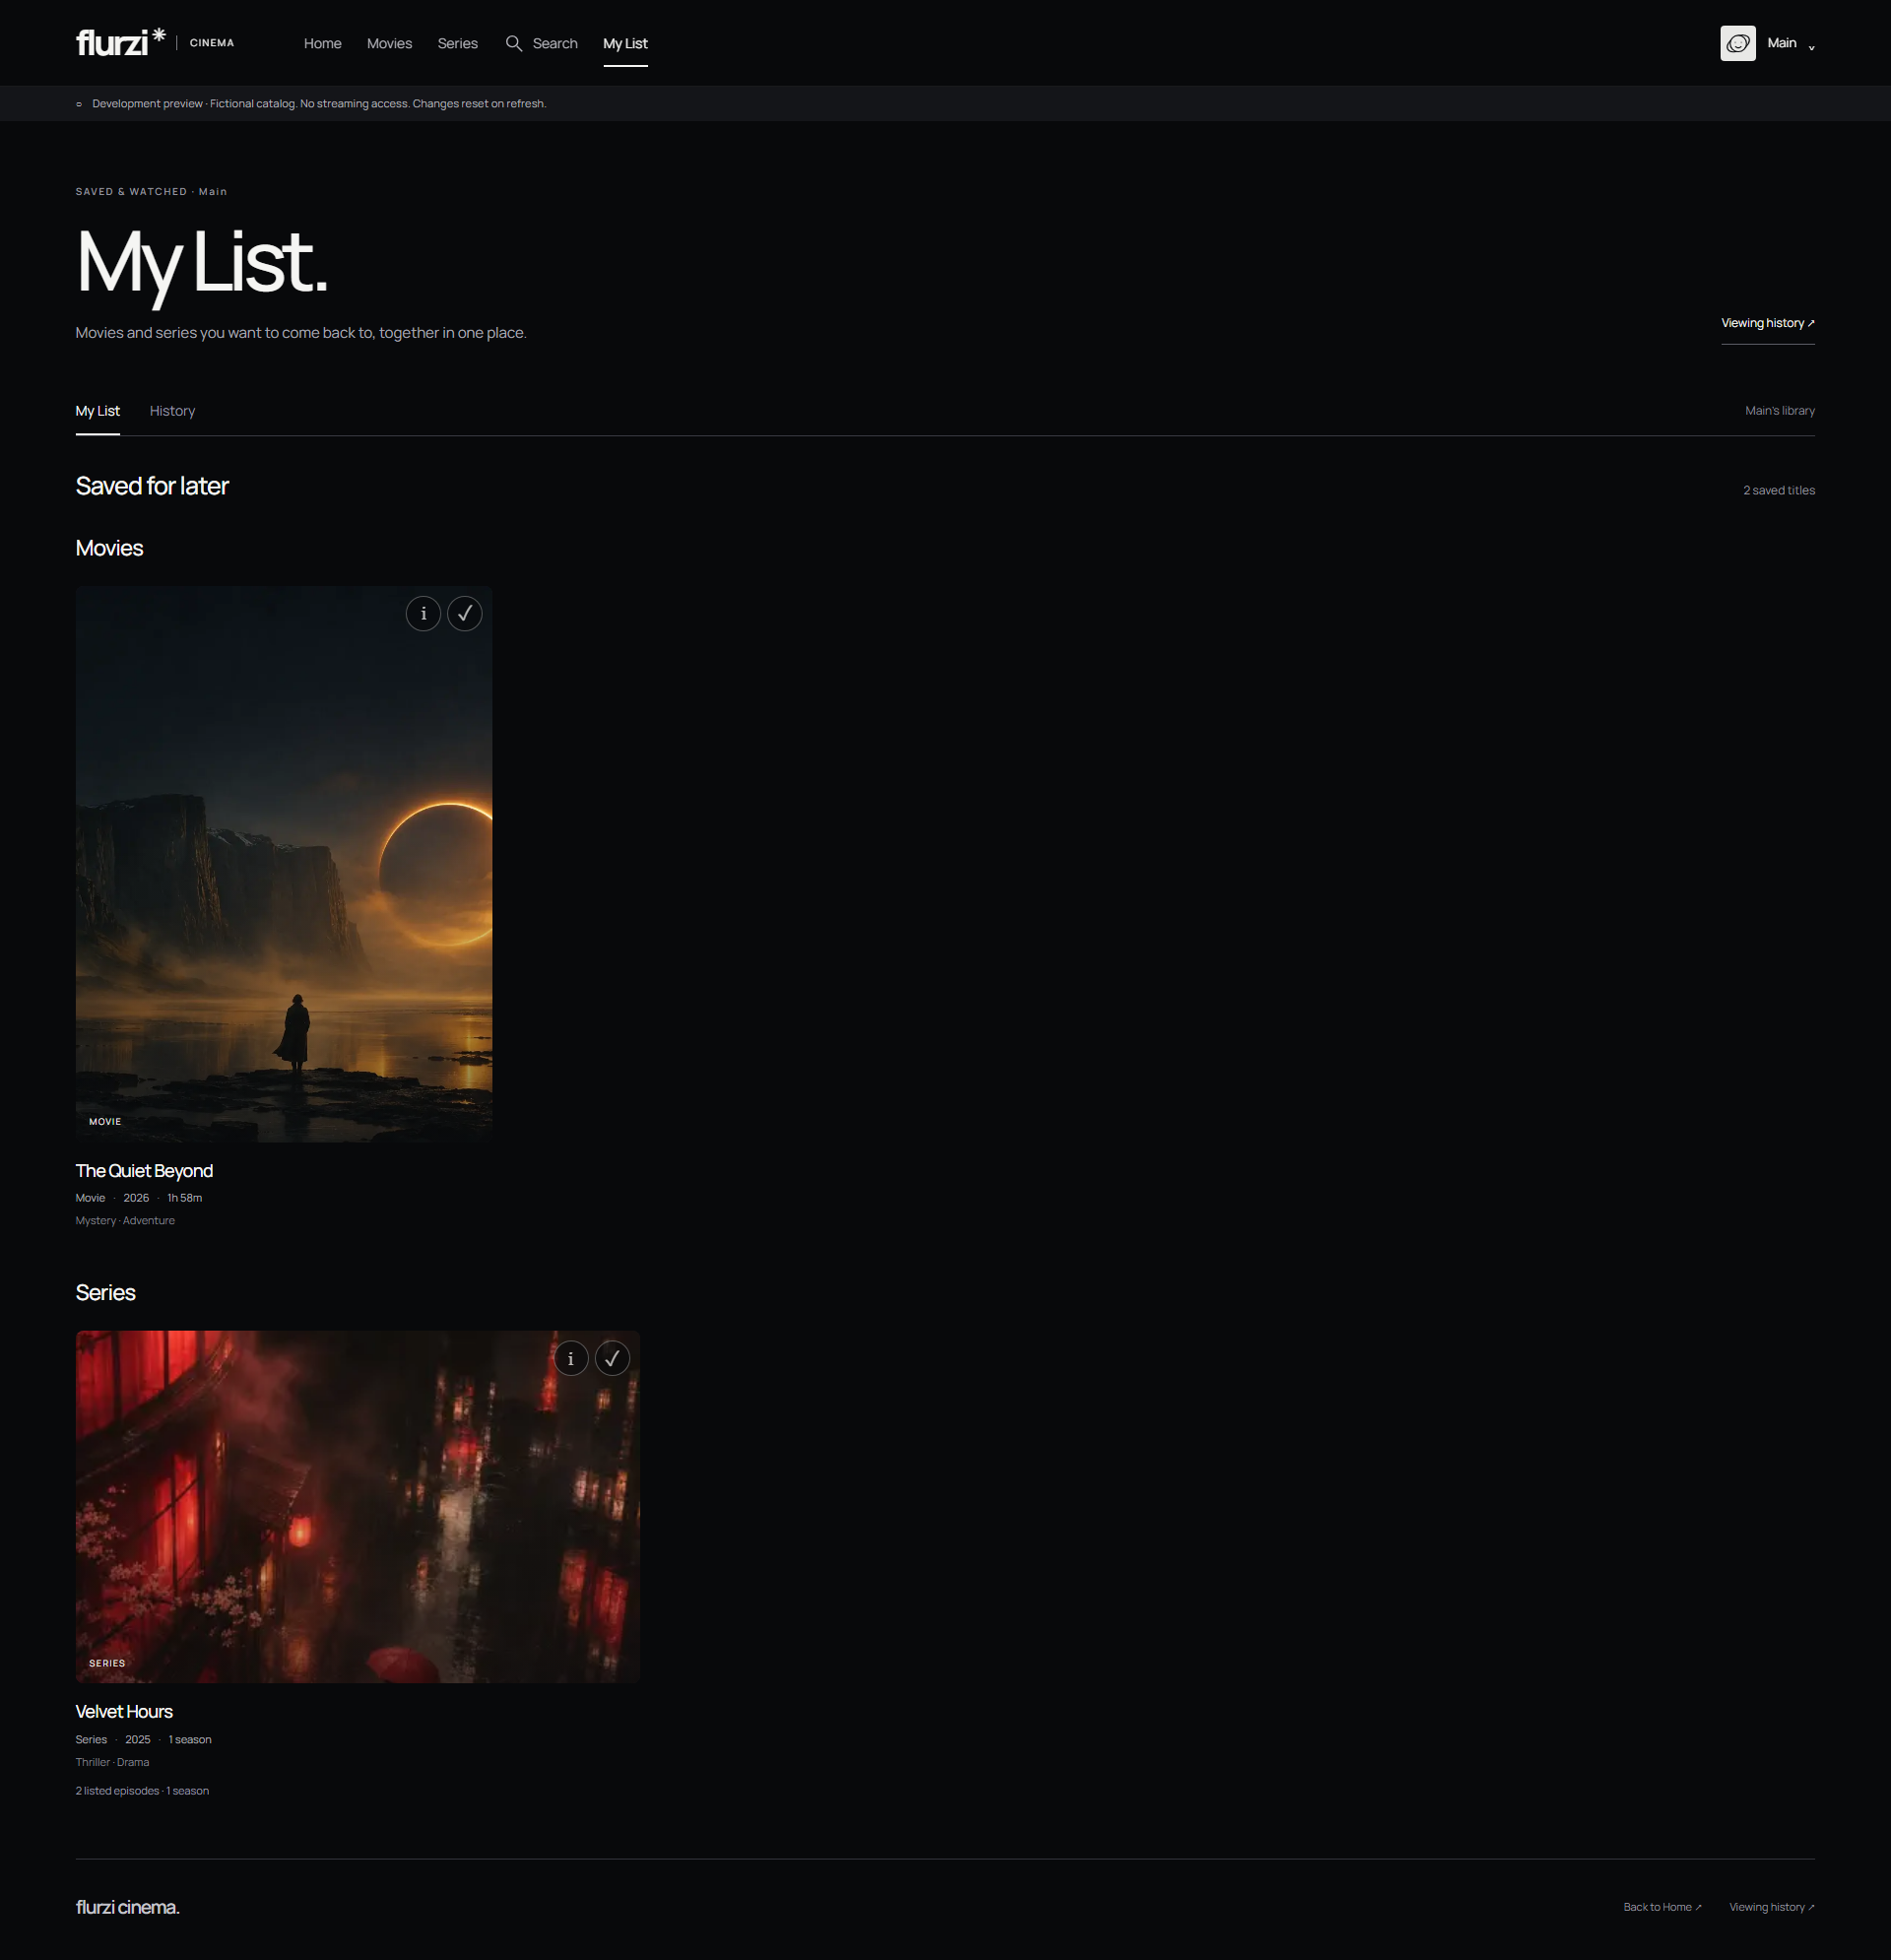 flurzi* CINEMA Home Movies Series Search My List Main
Development preview · Fictional catalog. No streaming access. Changes reset on refresh.
SAVED & WATCHED · Main
My List.
Movies and series you want to come back to, together in one place.
Viewing history ↗
My List History Main's library
Saved for later 2 saved titles
Movies
i ✓
MOVIE
The Quiet Beyond
Movie · 2026 · 1h 58m
Mystery · Adventure
Series
i ✓
SERIES
Velvet Hours
Series · 2025 · 1 season
Thriller · Drama
2 listed episodes · 1 season
flurzi cinema. Back to Home ↗ Viewing history ↗